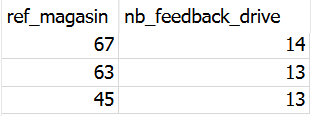 ref_magasin nb_feedback_drive
67 14
63 13
45 13